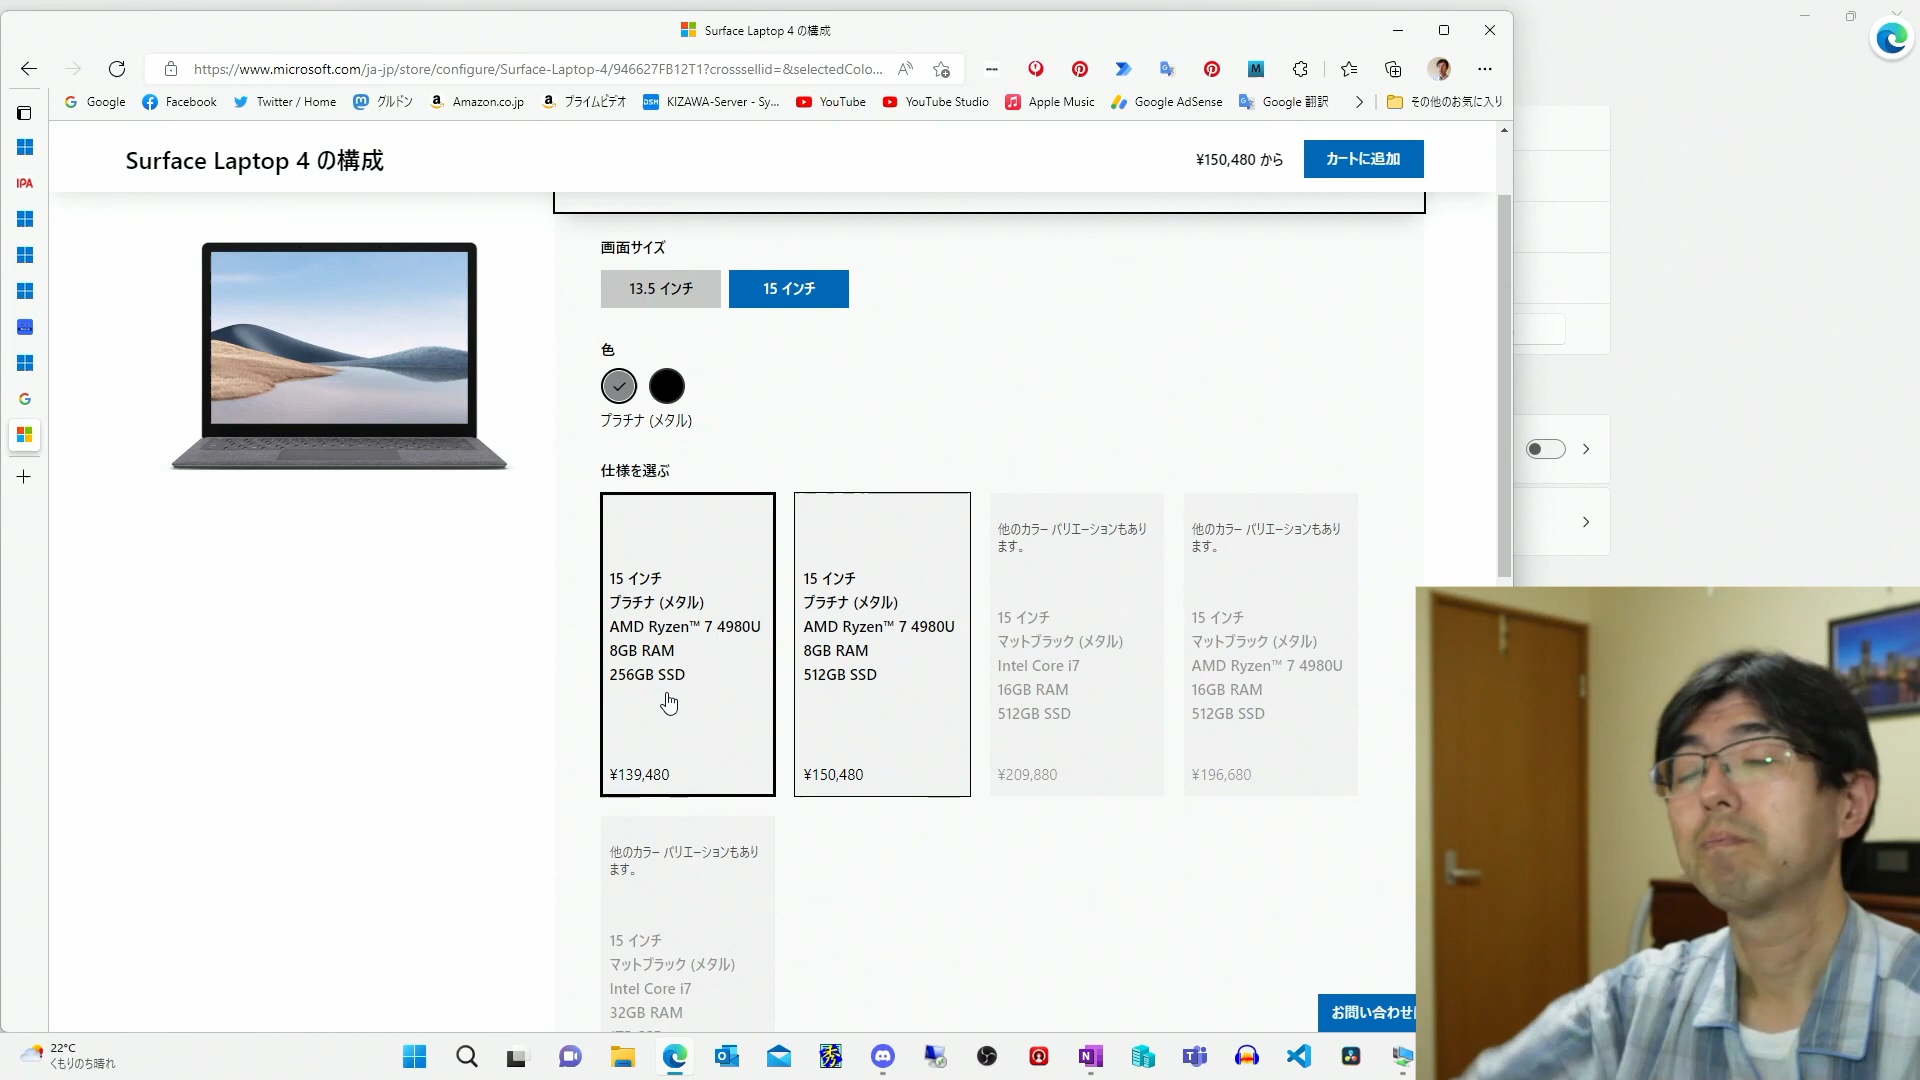 Surface Laptop 4 の構成
https://www.microsoft.com/ja-jp/store/configure/Surface-Laptop-4/946627FB12T1?crosssellid=&selectedColo...
Google
Facebook
Twitter / Home
グルドン
Amazon.co.jp
プライムビデオ
KIZAWA-Server - Sy...
YouTube
YouTube Studio
Apple Music
Google AdSense
Google 翻訳
その他のお気に入り
IPA
Surface Laptop 4 の構成
¥150,480 から
カートに追加
画面サイズ
13.5 インチ
15 インチ
色
プラチナ (メタル)
仕様を選ぶ
15 インチ
プラチナ (メタル)
AMD Ryzen™ 7 4980U
8GB RAM
256GB SSD
¥139,480
15 インチ
プラチナ (メタル)
AMD Ryzen™ 7 4980U
8GB RAM
512GB SSD
¥150,480
他のカラー バリエーションもあり
ます。
15 インチ
マットブラック (メタル)
Intel Core i7
16GB RAM
512GB SSD
¥209,880
他のカラー バリエーションもあり
ます。
15 インチ
マットブラック (メタル)
AMD Ryzen™ 7 4980U
16GB RAM
512GB SSD
¥196,680
他のカラー バリエーションもあり
ます。
15 インチ
マットブラック (メタル)
Intel Core i7
32GB RAM
お問い合わせ
22°C
くもりのち晴れ